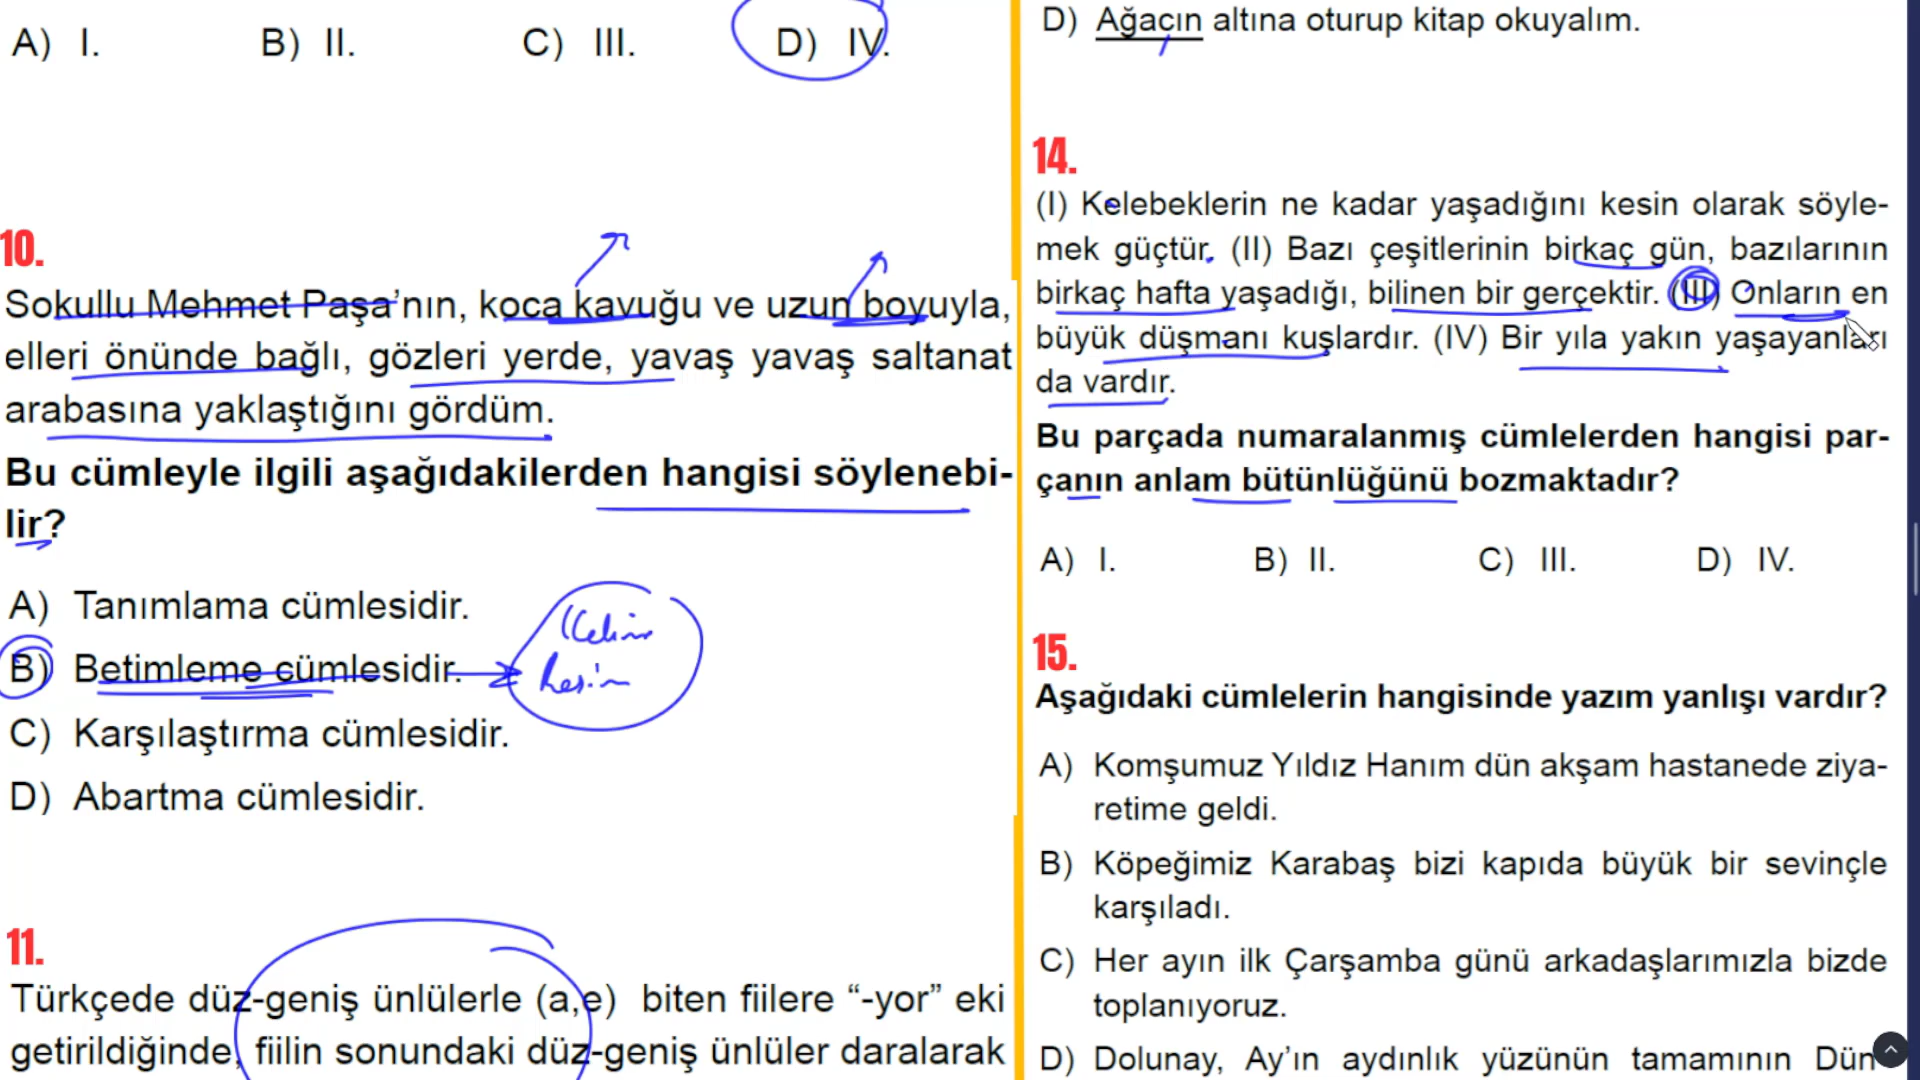 A) I. B) II. C) III. D) IV.
10.
Sokullu Mehmet Paşa’nın, koca kavuğu ve uzun boyuyla,
elleri önünde bağlı, gözleri yerde, yavaş yavaş saltanat
arabasına yaklaştığını gördüm.
Bu cümleyle ilgili aşağıdakilerden hangisi söylenebi-
lir?
A) Tanımlama cümlesidir.
B) Betimleme cümlesidir.
C) Karşılaştırma cümlesidir.
D) Abartma cümlesidir.
11.
Türkçede düz-geniş ünlülerle (a,e) biten fiilere “-yor” eki
getirildiğinde, fiilin sonundaki düz-geniş ünlüler daralarak
D) Ağacın altına oturup kitap okuyalım.
14.
(I) Kelebeklerin ne kadar yaşadığını kesin olarak söyle-
mek güçtür. (II) Bazı çeşitlerinin birkaç gün, bazılarının
birkaç hafta yaşadığı, bilinen bir gerçektir. (III) Onların en
büyük düşmanı kuşlardır. (IV) Bir yıla yakın yaşayanları
da vardır.
Bu parçada numaralanmış cümlelerden hangisi par-
çanın anlam bütünlüğünü bozmaktadır?
A) I. B) II. C) III. D) IV.
15.
Aşağıdaki cümlelerin hangisinde yazım yanlışı vardır?
A) Komşumuz Yıldız Hanım dün akşam hastanede ziya-
retime geldi.
B) Köpeğimiz Karabaş bizi kapıda büyük bir sevinçle
karşıladı.
C) Her ayın ilk Çarşamba günü arkadaşlarımızla bizde
toplanıyoruz.
D) Dolunay, Ay’ın aydınlık yüzünün tamamının Dün